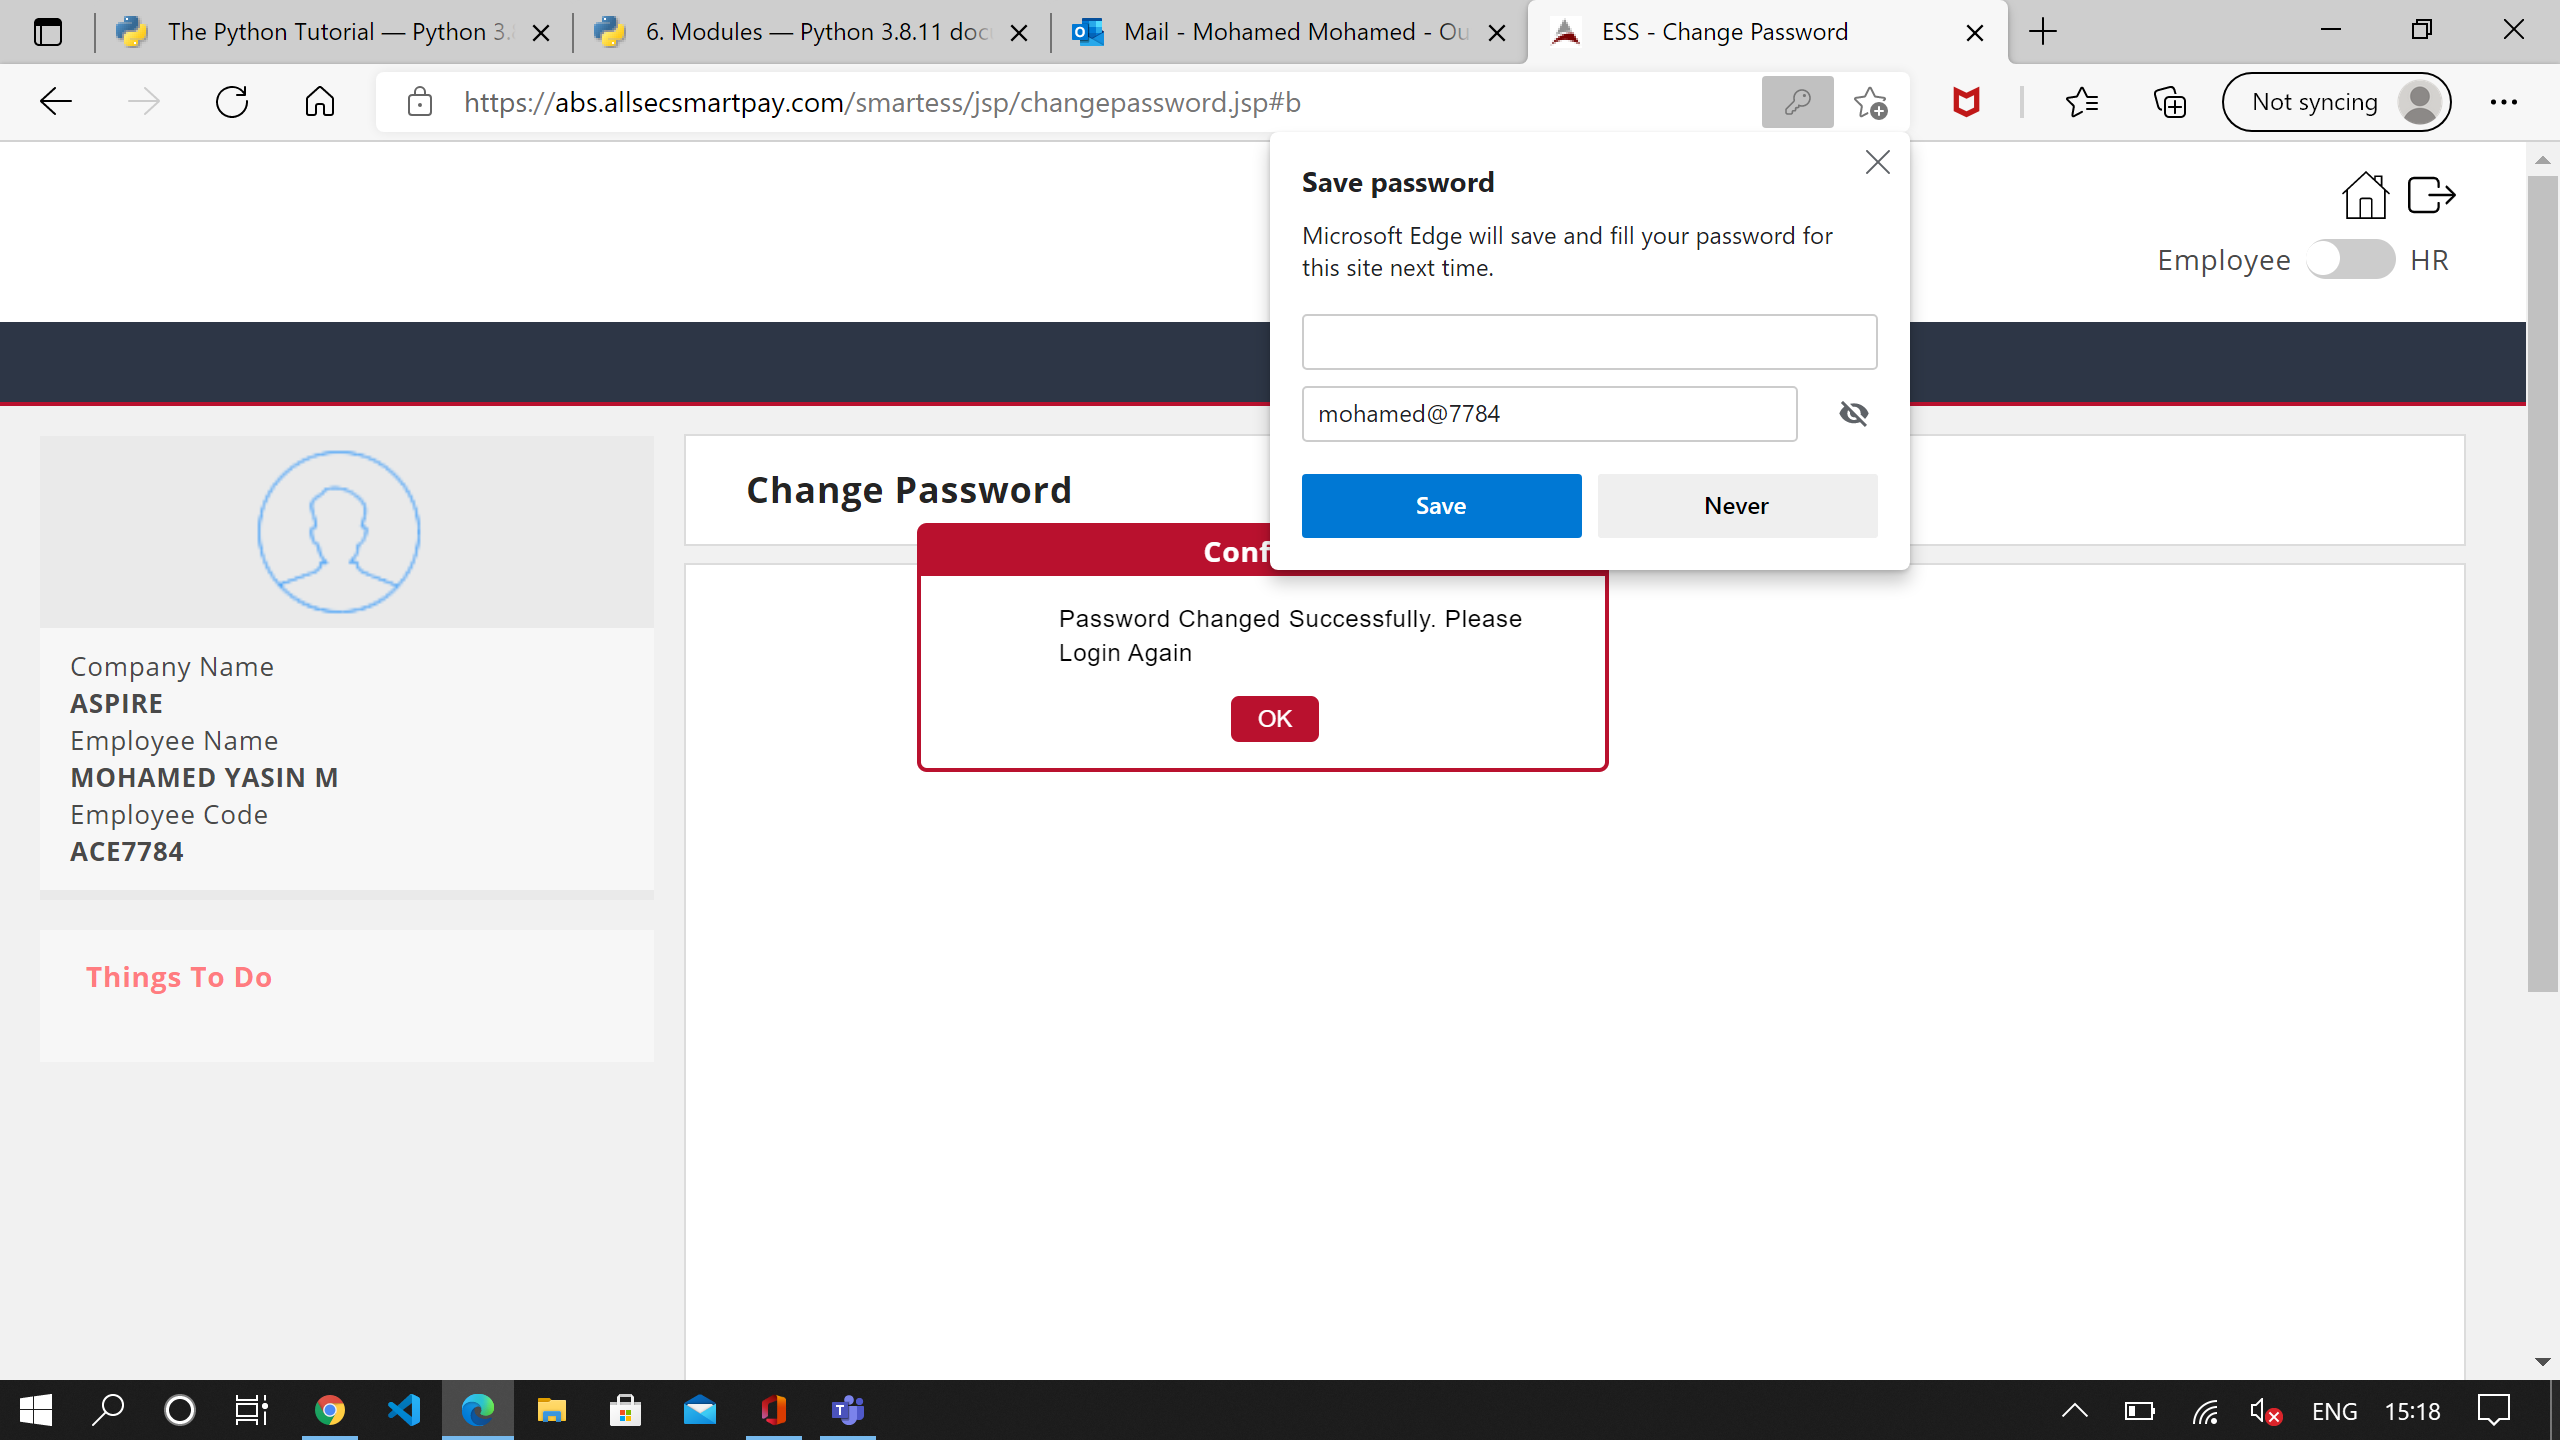 The Python Tutorial — Python 3.
6. Modules — Python 3.8.11 doc
Mail - Mohamed Mohamed - Ou
ESS - Change Password
https://abs.allsecsmartpay.com/smartess/jsp/changepassword.jsp#b
Not syncing
Save password
Microsoft Edge will save and fill your password for
this site next time.
Employee HR
mohamed@7784
Save Never
Change Password
Conf
Password Changed Successfully. Please
Login Again
OK
Company Name
ASPIRE
Employee Name
MOHAMED YASIN M
Employee Code
ACE7784
Things To Do
ENG 15:18